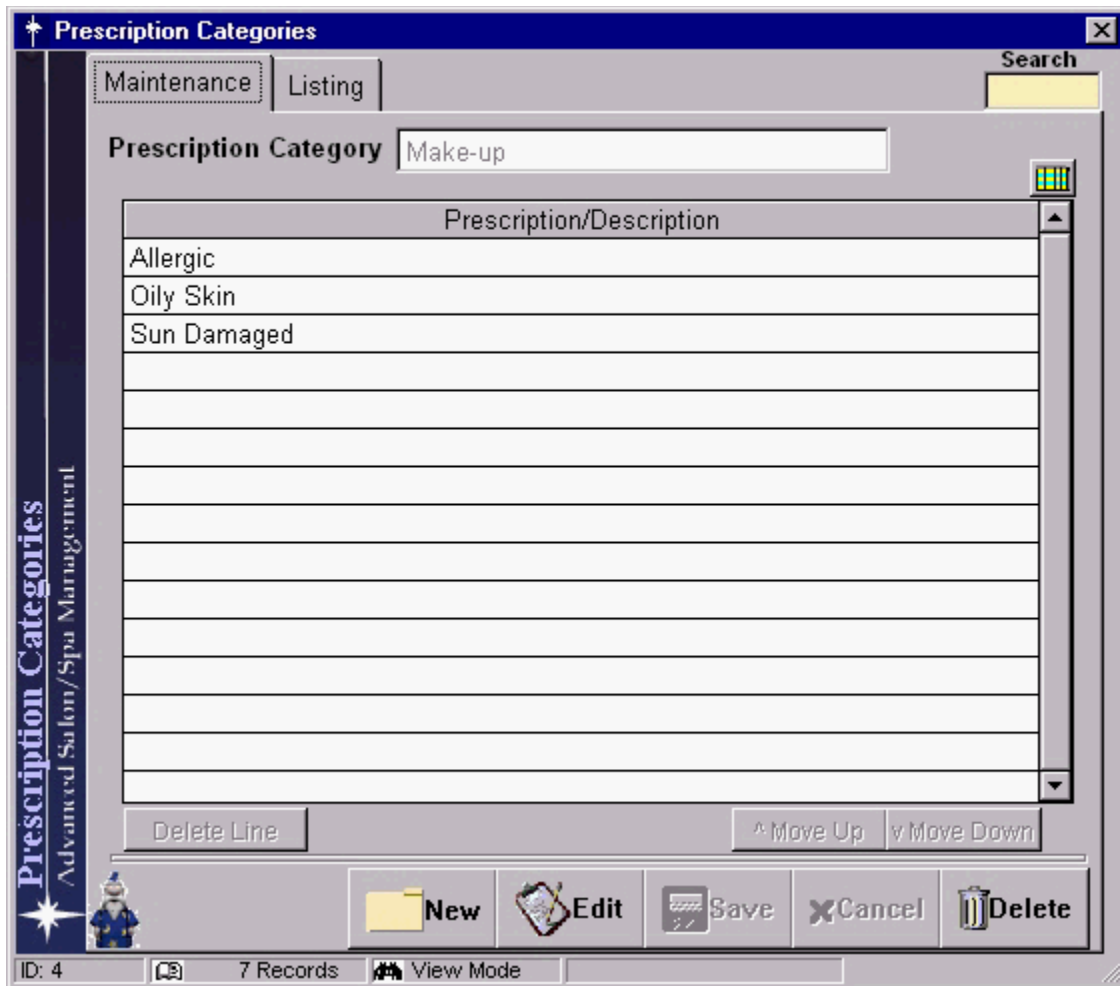 Prescription Categories
Search
Maintenance
Listing
Prescription Category
Make-up
Prescription/Description
Allergic
Oily Skin
Sun Damaged
Delete Line
^ Move Up
v Move Down
Prescription Categories
Advanced Salon/Spa Management
New
Edit
Save
Cancel
Delete
ID: 4
7 Records
View Mode